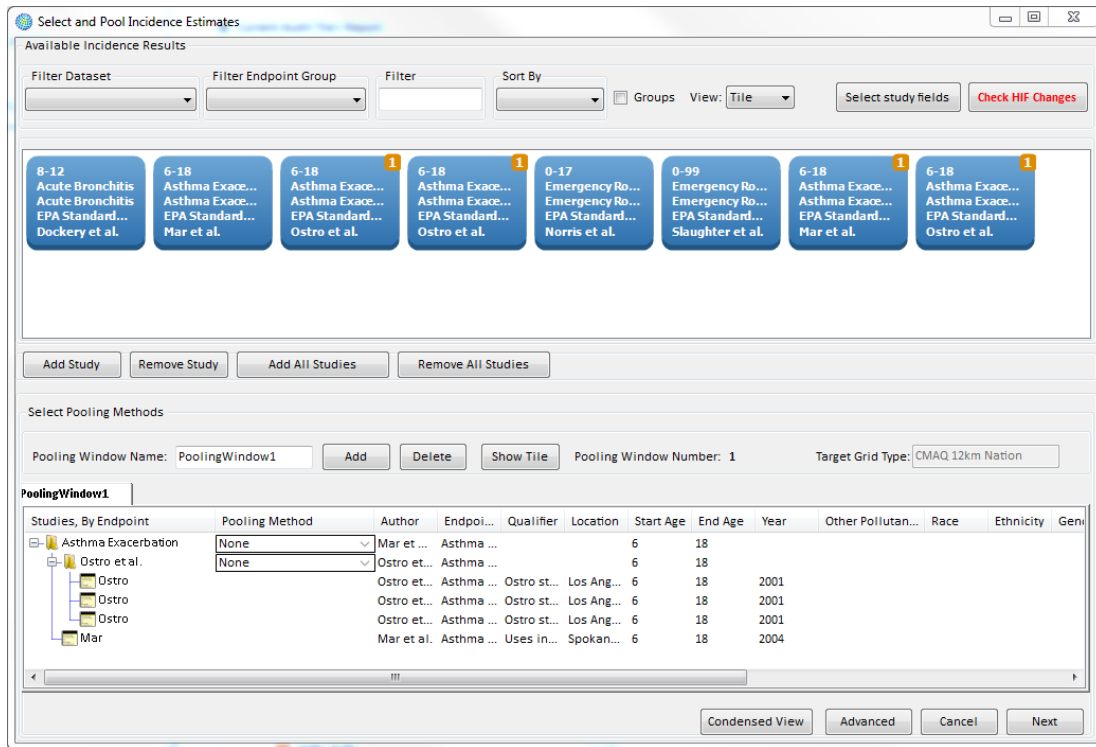 Select and Pool Incidence Estimates
Available Incidence Results
Filter Dataset
Filter Endpoint Group
Filter
Sort By
Groups View: Tile
Select study fields
Check HIF Changes
8-12
Acute Bronchitis
Acute Bronchitis
EPA Standard...
Dockery et al.
6-18
Asthma Exace...
Asthma Exace...
EPA Standard...
Mar et al.
6-18 1
Asthma Exace...
Asthma Exace...
EPA Standard...
Ostro et al.
6-18 1
Asthma Exace...
Asthma Exace...
EPA Standard...
Ostro et al.
0-17
Emergency Ro...
Emergency Ro...
EPA Standard...
Norris et al.
0-99
Emergency Ro...
Emergency Ro...
EPA Standard...
Slaughter et al.
6-18 1
Asthma Exace...
Asthma Exace...
EPA Standard...
Mar et al.
6-18 1
Asthma Exace...
Asthma Exace...
EPA Standard...
Ostro et al.
Add Study Remove Study Add All Studies Remove All Studies
Select Pooling Methods
Pooling Window Name: PoolingWindow1 Add Delete Show Tile Pooling Window Number: 1 Target Grid Type: CMAQ 12km Nation
PoolingWindow1
Studies, By Endpoint Pooling Method Author Endpoi... Qualifier Location Start Age End Age Year Other Pollutan... Race Ethnicity Gen
Asthma Exacerbation None Mar et ... Asthma ... 6 18
Ostro et al. None Ostro et... Asthma ... 6 18
Ostro Ostro et... Asthma ... Ostro st... Los Ang... 6 18 2001
Ostro Ostro et... Asthma ... Ostro st... Los Ang... 6 18 2001
Ostro Ostro et... Asthma ... Ostro st... Los Ang... 6 18 2001
Mar Mar et al. Asthma ... Uses in... Spokan... 6 18 2004
Condensed View Advanced Cancel Next